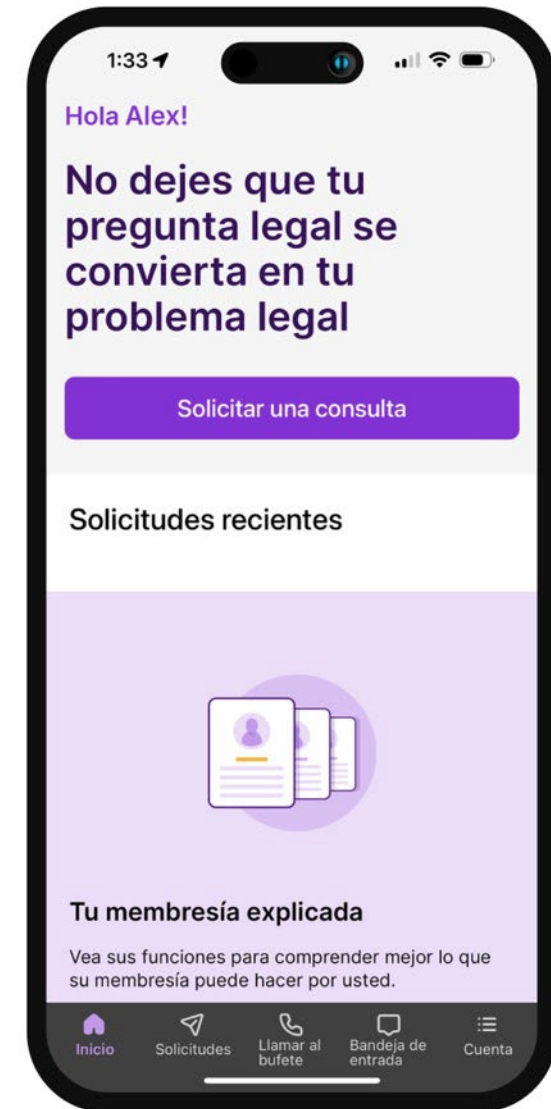 1:33
Hola Alex!
No dejes que tu
pregunta legal se
convierta en tu
problema legal
Solicitar una consulta
Solicitudes recientes
Tu membresía explicada
Vea sus funciones para comprender mejor lo que
su membresía puede hacer por usted.
Inicio
Solicitudes
Llamar al
bufete
Bandeja de
entrada
Cuenta